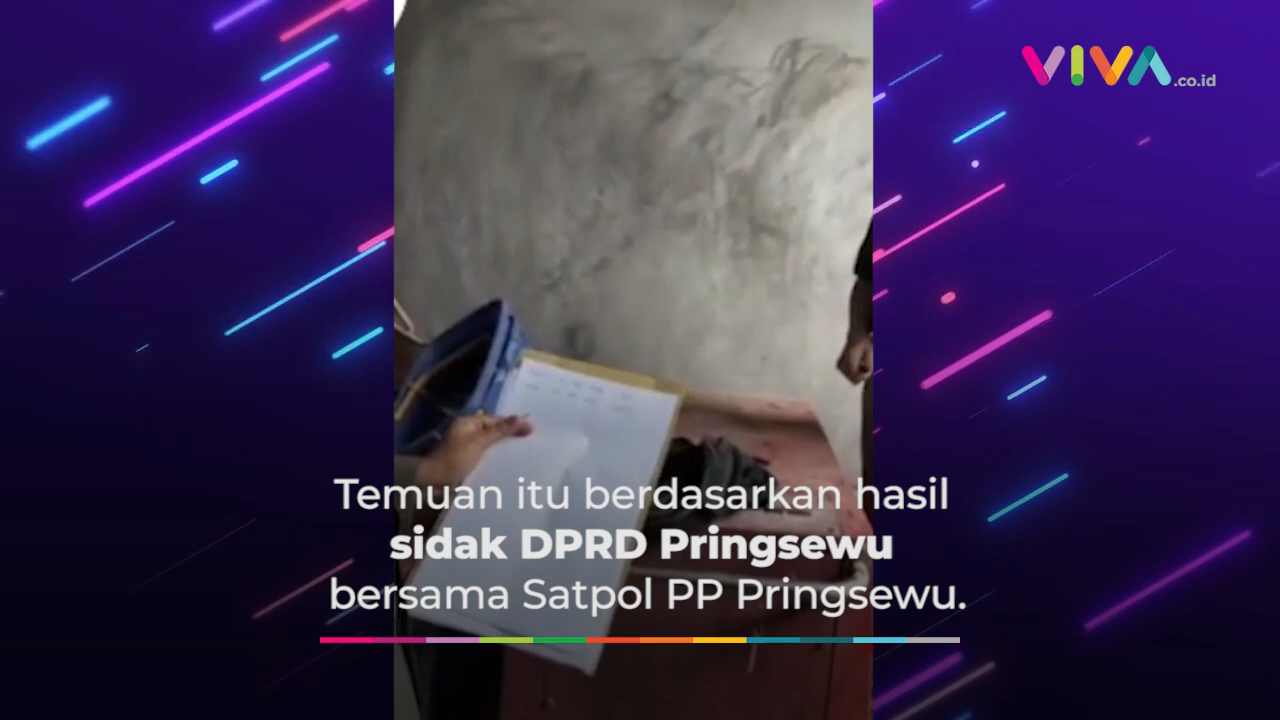 VIVA.co.id
Temuan itu berdasarkan hasil
sidak DPRD Pringsewu
bersama Satpol PP Pringsewu.